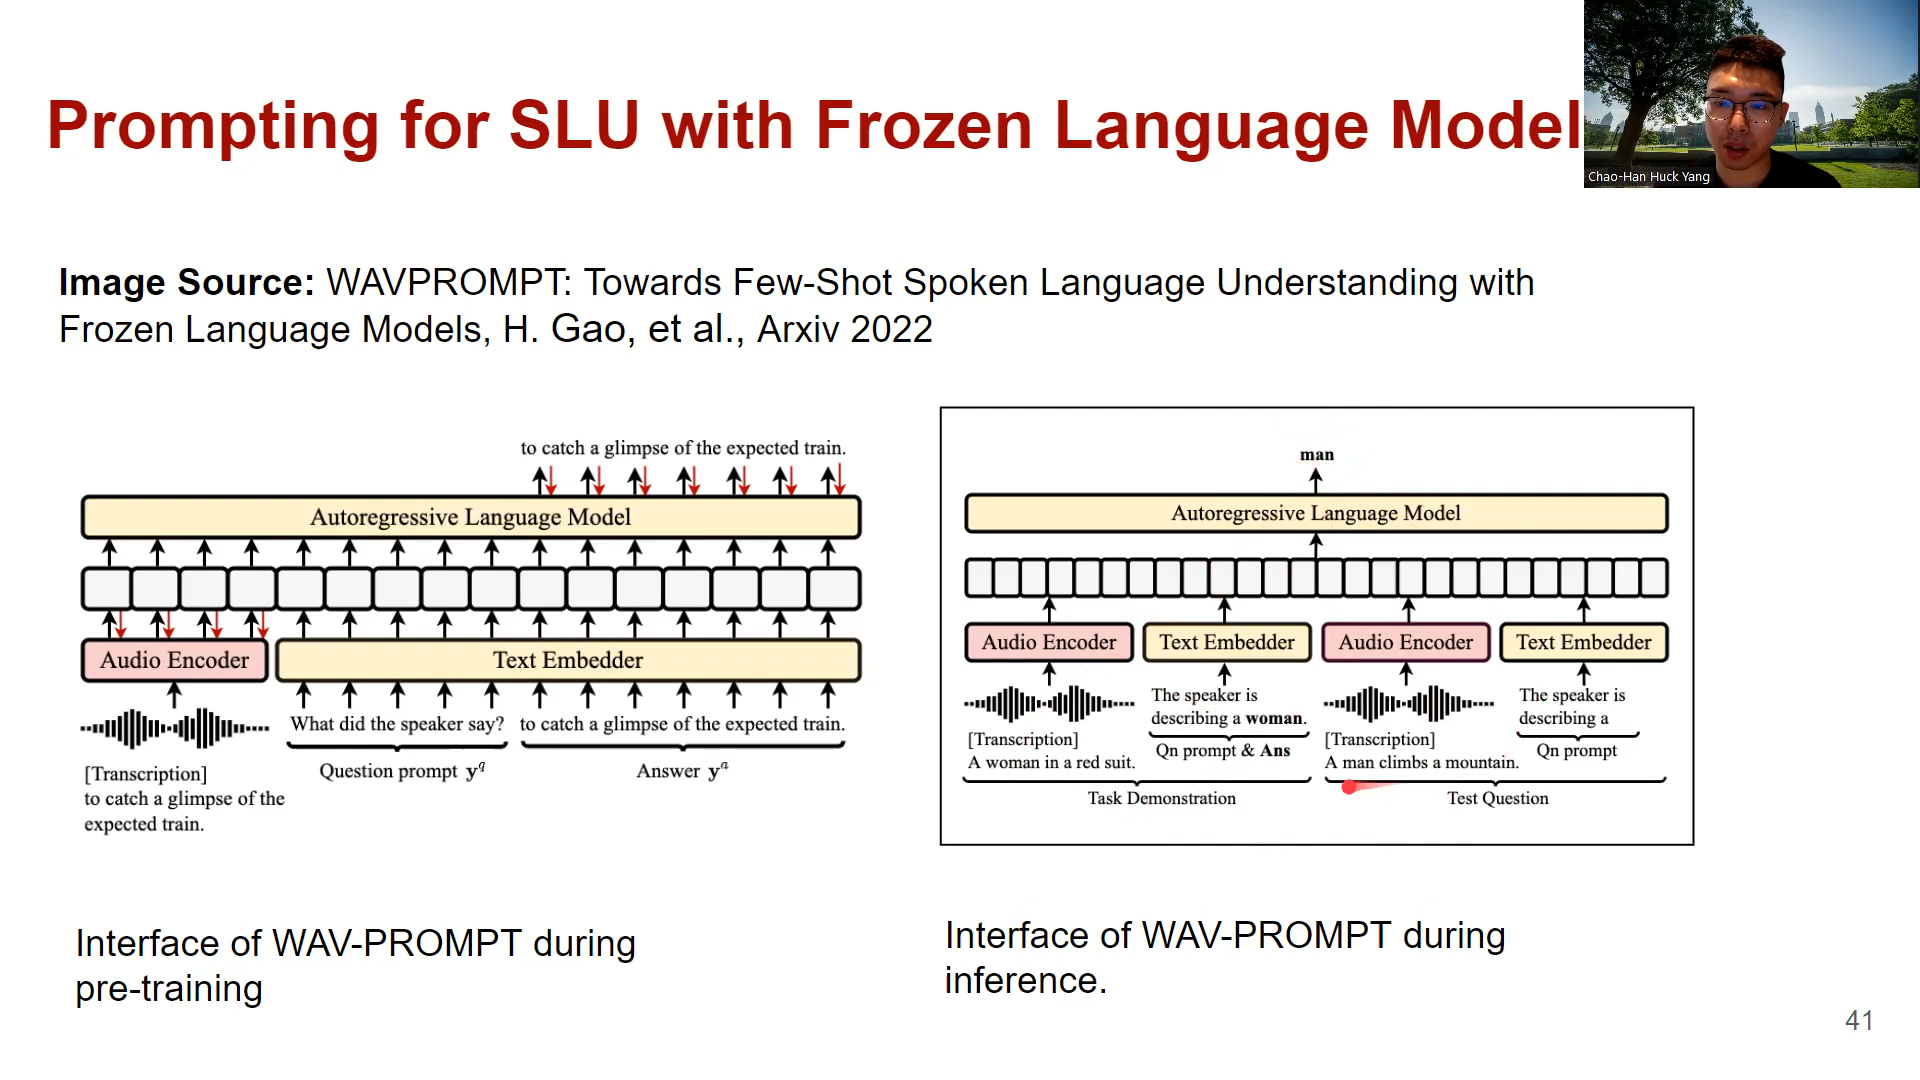 Prompting for SLU with Frozen Language Model
Chao-Han Huck Yang
Image Source: WAVPROMPT: Towards Few-Shot Spoken Language Understanding with
Frozen Language Models, H. Gao, et al., Arxiv 2022
to catch a glimpse of the expected train.
Autoregressive Language Model
Audio Encoder
Text Embedder
What did the speaker say?
to catch a glimpse of the expected train.
Question prompt y^q
Answer y^a
[Transcription]
to catch a glimpse of the
expected train.
man
Autoregressive Language Model
Audio Encoder
Text Embedder
Audio Encoder
Text Embedder
The speaker is
describing a woman.
Qn prompt & Ans
[Transcription]
A woman in a red suit.
Task Demonstration
The speaker is
describing a
Qn prompt
[Transcription]
A man climbs a mountain.
Test Question
Interface of WAV-PROMPT during
pre-training
Interface of WAV-PROMPT during
inference.
41